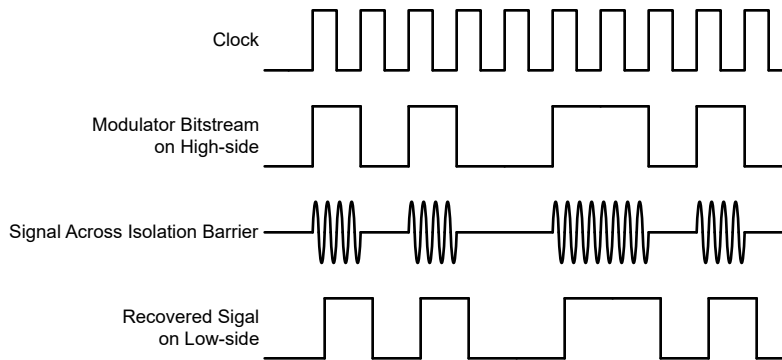 Clock
Modulator Bitstream
on High-side
Signal Across Isolation Barrier
Recovered Sigal
on Low-side